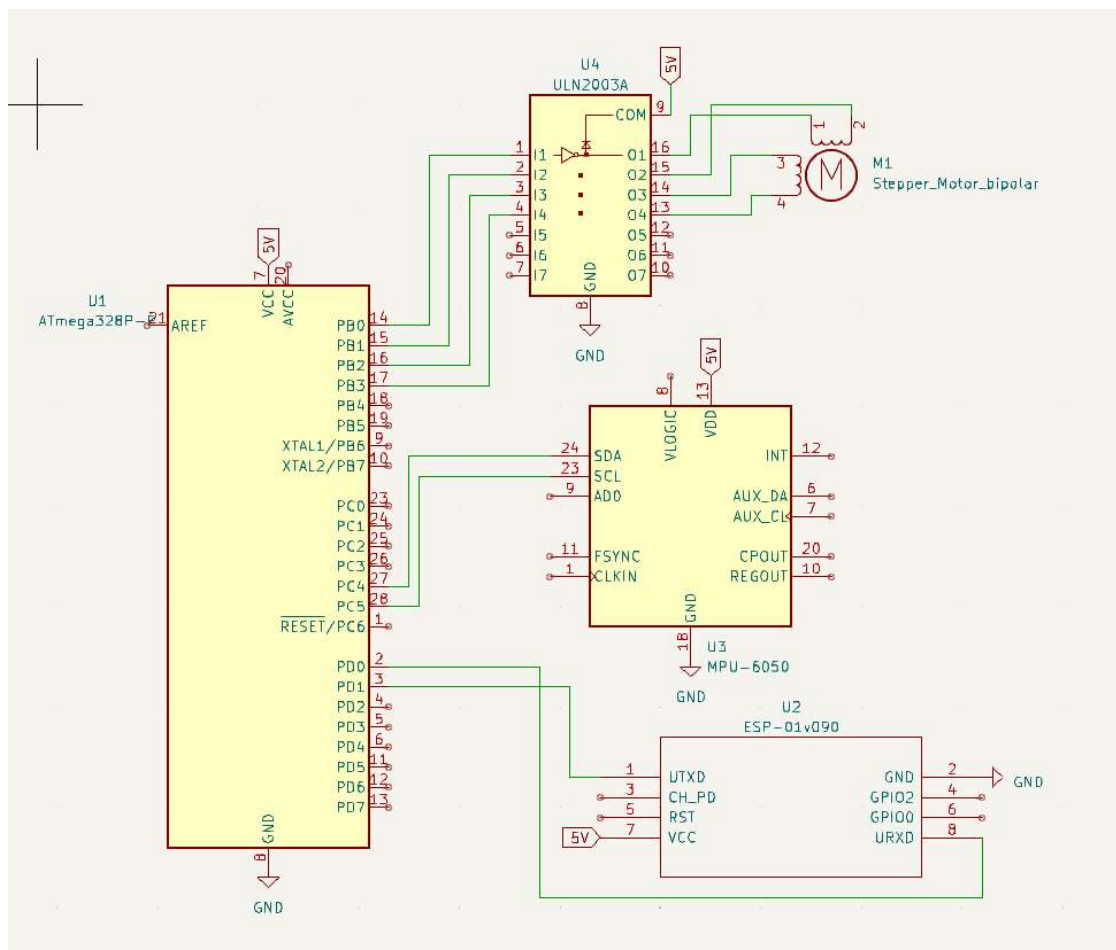 U4
ULN2003A
5V
COM
9
1
I1
O1
16
2
I2
O2
15
3
I3
O3
14
4
I4
O4
13
5
I5
O5
12
6
I6
O6
11
7
I7
O7
10
GND
8
GND
1
2
3
4
M
M1
Stepper_Motor_bipolar
U1
ATmega328P-P
5V
7
20
VCC
AVCC
21
AREF
PB0
14
PB1
15
PB2
16
PB3
17
PB4
18
PB5
19
XTAL1/PB6
9
XTAL2/PB7
10
PC0
23
PC1
24
PC2
25
PC3
26
PC4
27
PC5
28
RESET/PC6
1
PD0
2
PD1
3
PD2
4
PD3
5
PD4
6
PD5
11
PD6
12
PD7
13
GND
8
GND
5V
8
13
VLOGIC
VDD
24
SDA
23
SCL
9
AD0
11
FSYNC
1
CLKIN
INT
12
AUX_DA
6
AUX_CL
7
CPOUT
20
REGOUT
10
GND
18
GND
U3
MPU-6050
U2
ESP-01v090
1
UTXD
3
CH_PD
5
RST
5V
7
VCC
GND
2
GND
GPIO2
4
GPIO0
6
URXD
8